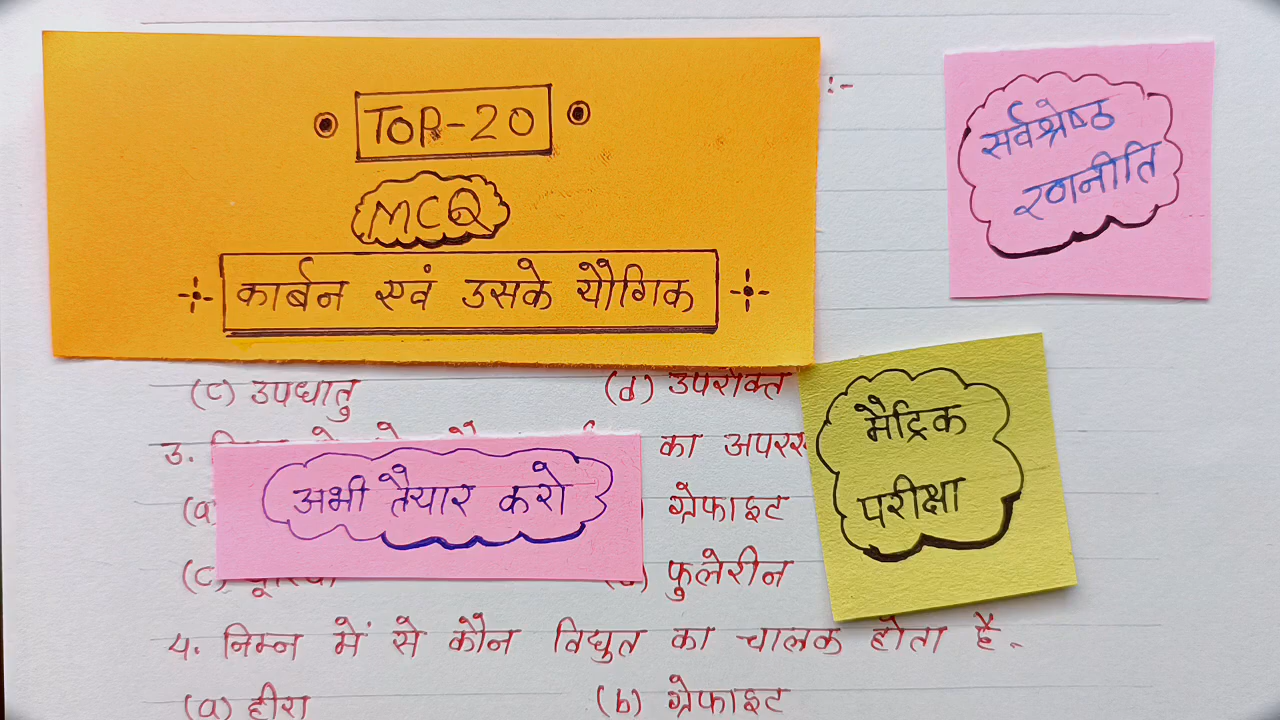 TOP-20
MCQ
कार्बन एवं उसके यौगिक
:-
सर्वश्रेष्ठ
रणनीति
(c) उपधातु (d) उपरोक्त
मैट्रिक
परीक्षा
3. का
अभी तैयार करो
(a ग्रेफाइट
(c) फुलेरीन
4. निम्न में से कौन विद्युत का चालक होता है.
(a) हीरा (b) ग्रेफाइट